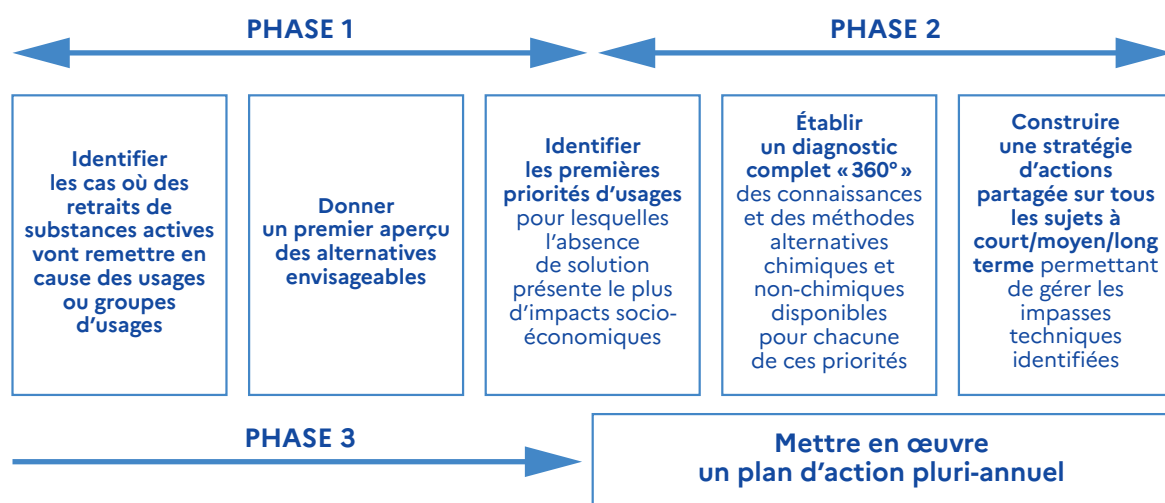 PHASE 1
PHASE 2
Identifier
les cas où des
retraits de
substances actives
vont remettre en
cause des usages
ou groupes
d’usages
Donner
un premier aperçu
des alternatives
envisageables
Identifier
les premières
priorités d’usages
pour lesquelles
l’absence
de solution
présente le plus
d’impacts socio-
économiques
Établir
un diagnostic
complet « 360° »
des connaissances
et des méthodes
alternatives
chimiques et
non-chimiques
disponibles
pour chacune
de ces priorités
Construire
une stratégie
d’actions
partagée sur tous
les sujets à
court/moyen/long
terme permettant
de gérer les
impasses
techniques
identifiées
PHASE 3
Mettre en œuvre
un plan d’action pluri-annuel